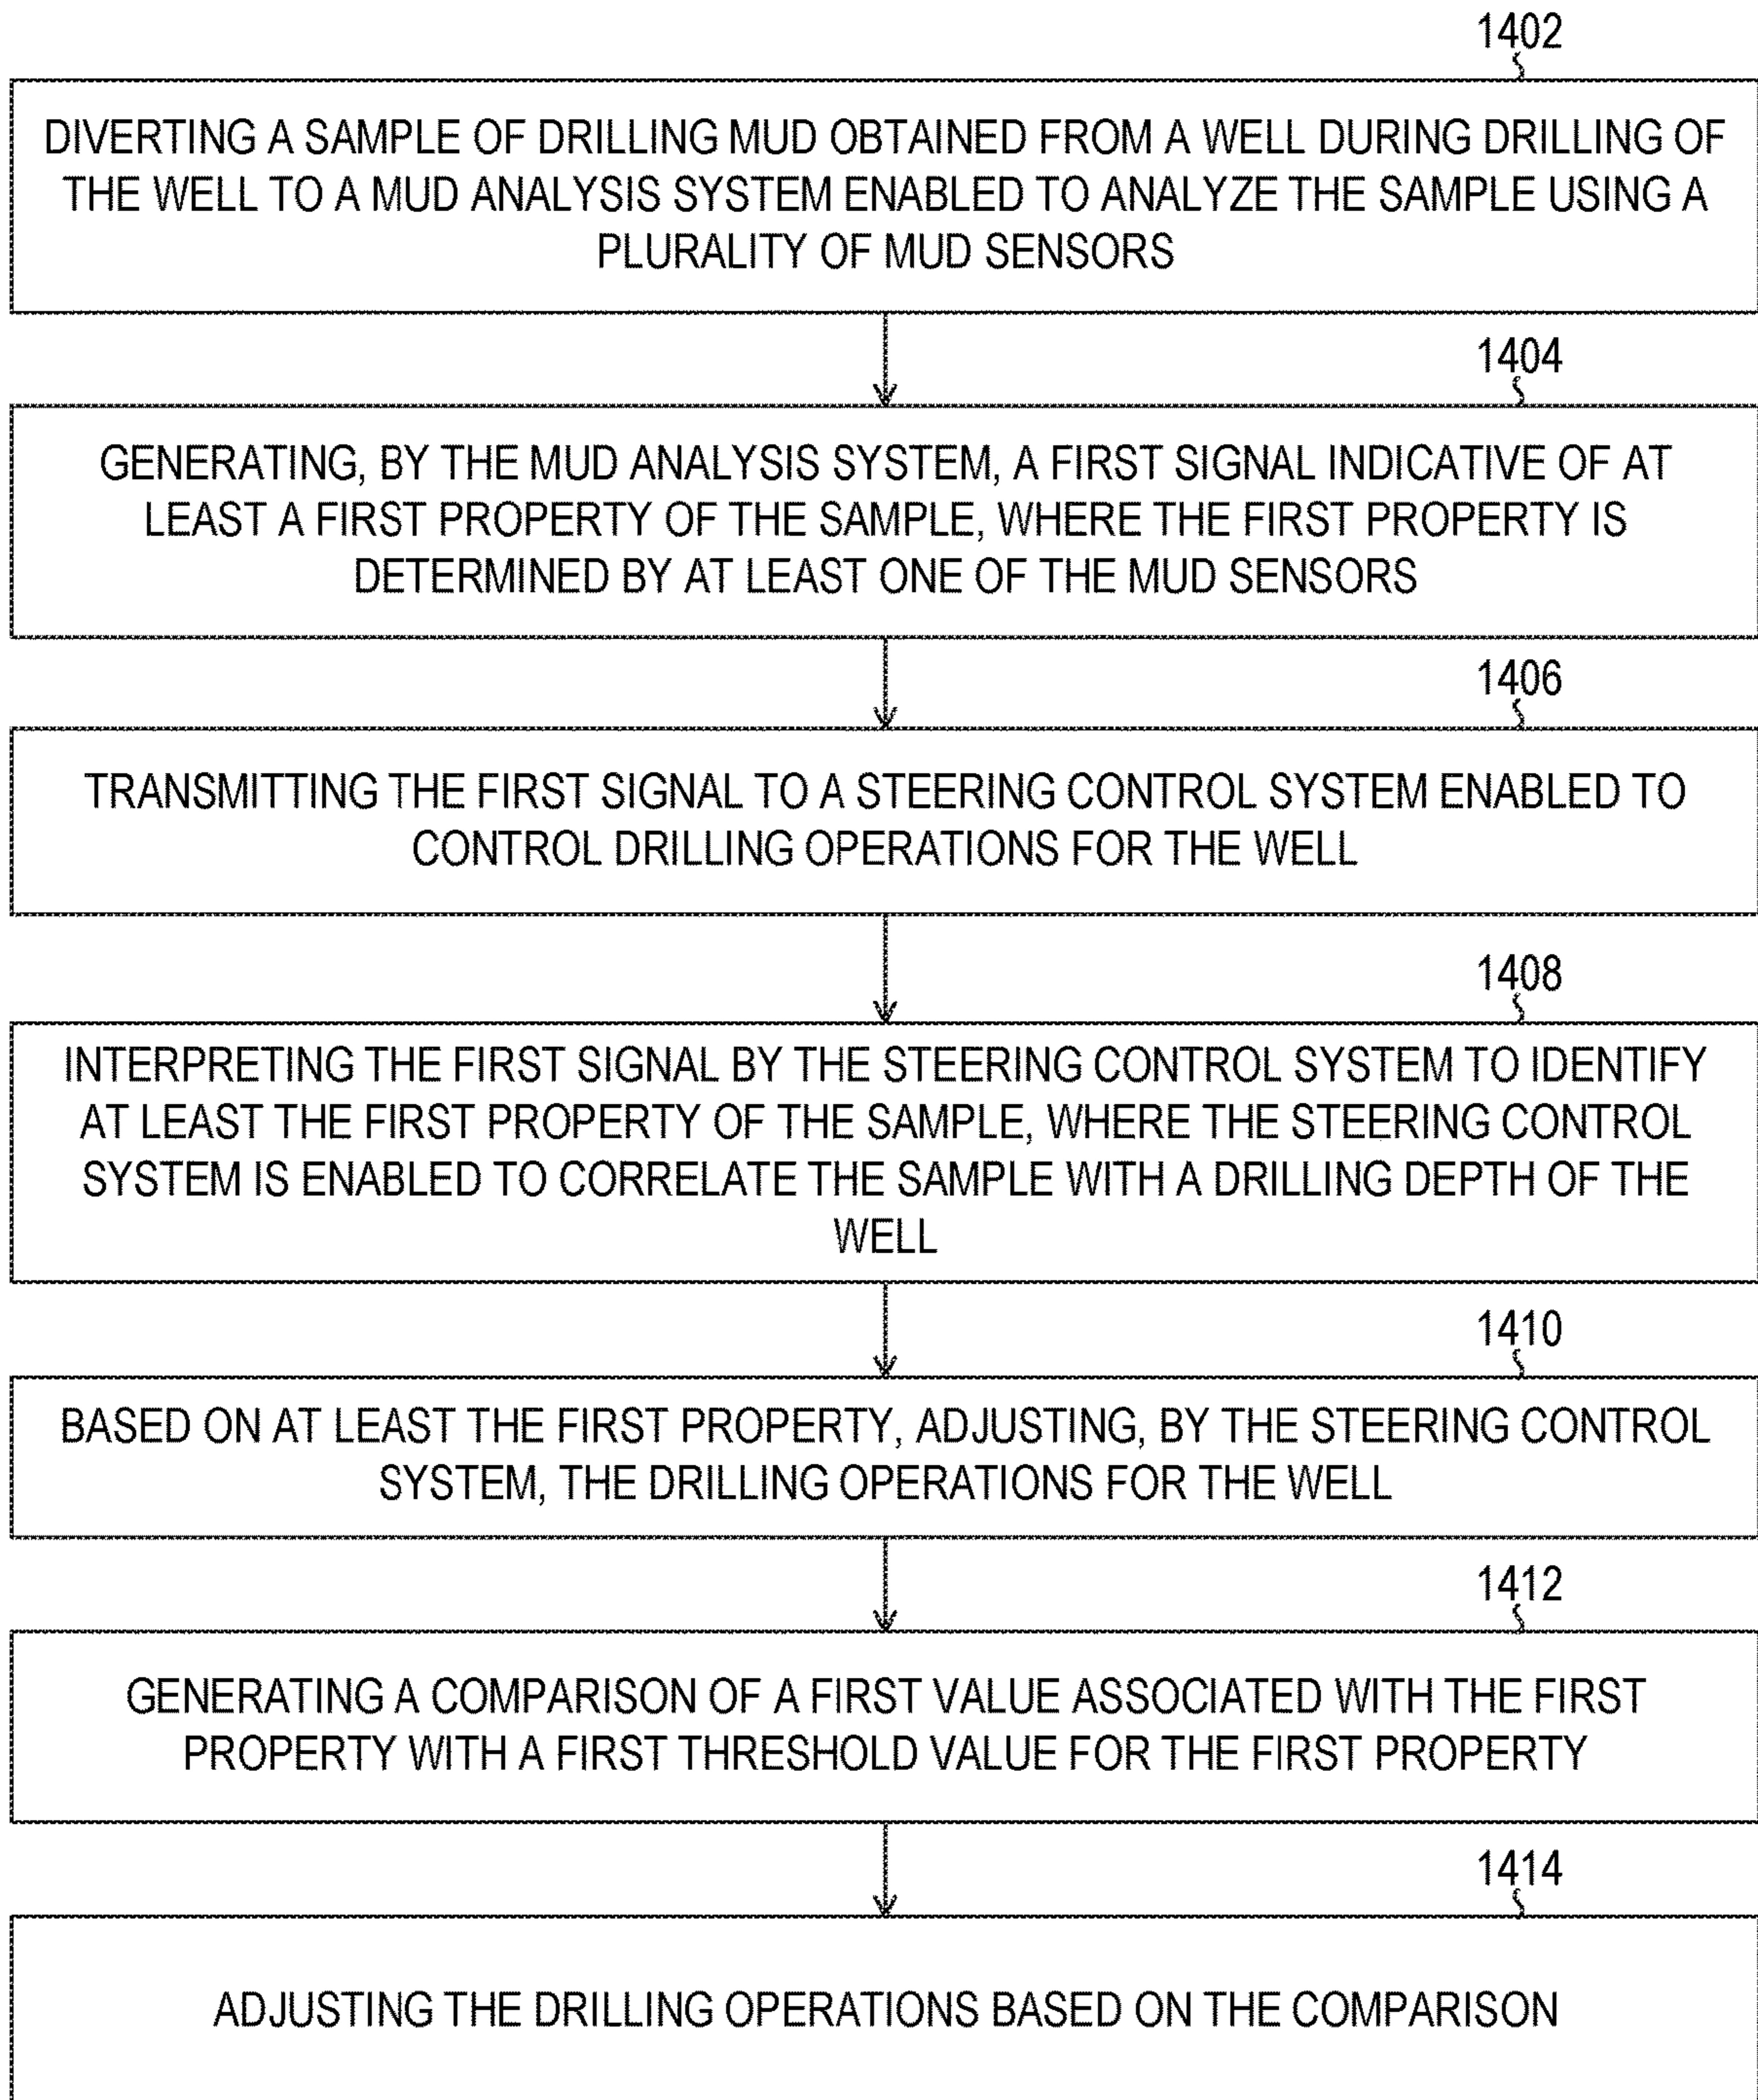 1402
DIVERTING A SAMPLE OF DRILLING MUD OBTAINED FROM A WELL DURING DRILLING OF
THE WELL TO A MUD ANALYSIS SYSTEM ENABLED TO ANALYZE THE SAMPLE USING A
PLURALITY OF MUD SENSORS
1404
GENERATING, BY THE MUD ANALYSIS SYSTEM, A FIRST SIGNAL INDICATIVE OF AT
LEAST A FIRST PROPERTY OF THE SAMPLE, WHERE THE FIRST PROPERTY IS
DETERMINED BY AT LEAST ONE OF THE MUD SENSORS
1406
TRANSMITTING THE FIRST SIGNAL TO A STEERING CONTROL SYSTEM ENABLED TO
CONTROL DRILLING OPERATIONS FOR THE WELL
1408
INTERPRETING THE FIRST SIGNAL BY THE STEERING CONTROL SYSTEM TO IDENTIFY
AT LEAST THE FIRST PROPERTY OF THE SAMPLE, WHERE THE STEERING CONTROL
SYSTEM IS ENABLED TO CORRELATE THE SAMPLE WITH A DRILLING DEPTH OF THE
WELL
1410
BASED ON AT LEAST THE FIRST PROPERTY, ADJUSTING, BY THE STEERING CONTROL
SYSTEM, THE DRILLING OPERATIONS FOR THE WELL
1412
GENERATING A COMPARISON OF A FIRST VALUE ASSOCIATED WITH THE FIRST
PROPERTY WITH A FIRST THRESHOLD VALUE FOR THE FIRST PROPERTY
1414
ADJUSTING THE DRILLING OPERATIONS BASED ON THE COMPARISON